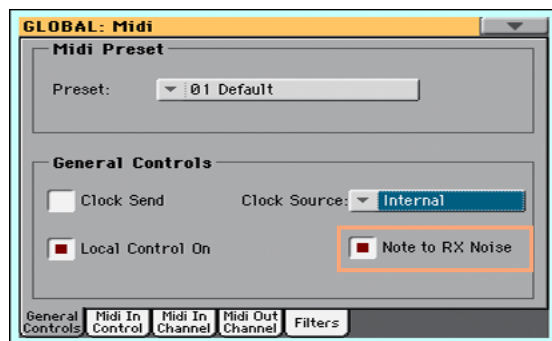 GLOBAL: Midi
Midi Preset
Preset: 01 Default
General Controls
Clock Send Clock Source: Internal
Local Control On Note to RX Noise
General Controls Midi In Control Midi In Channel Midi Out Channel Filters